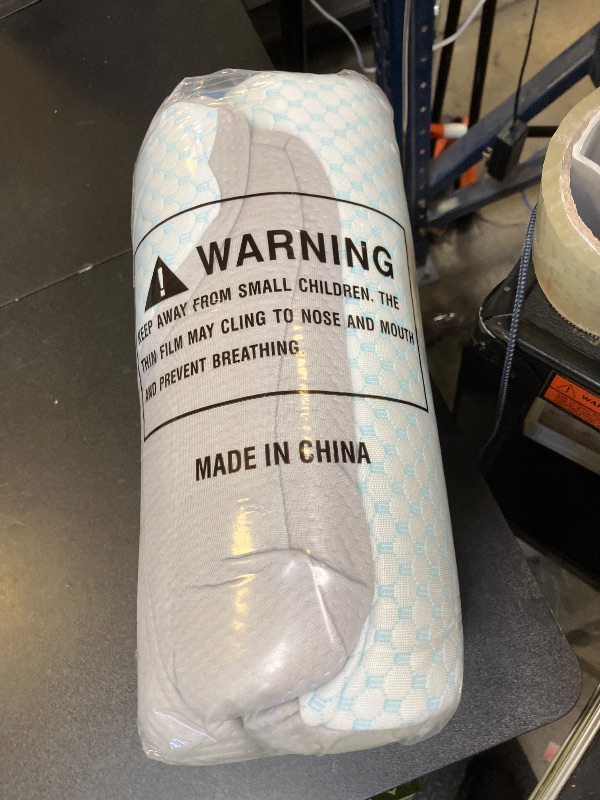 WARNING
KEEP AWAY FROM SMALL CHILDREN. THE
THIN FILM MAY CLING TO NOSE AND MOUTH
AND PREVENT BREATHING
MADE IN CHINA